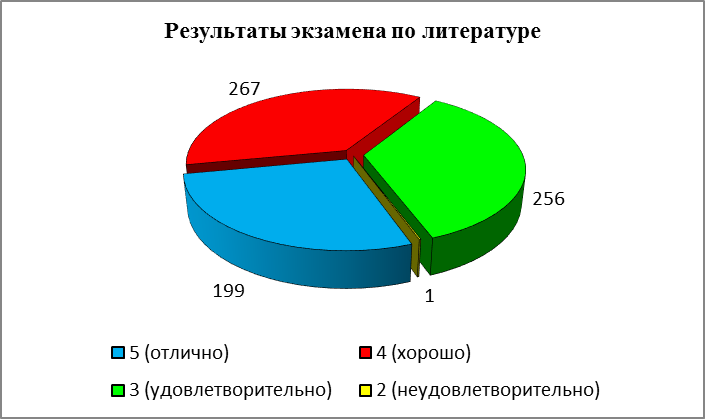 Результаты экзамена по литературе
267
256
199
1
5 (отлично)
4 (хорошо)
3 (удовлетворительно)
2 (неудовлетворительно)